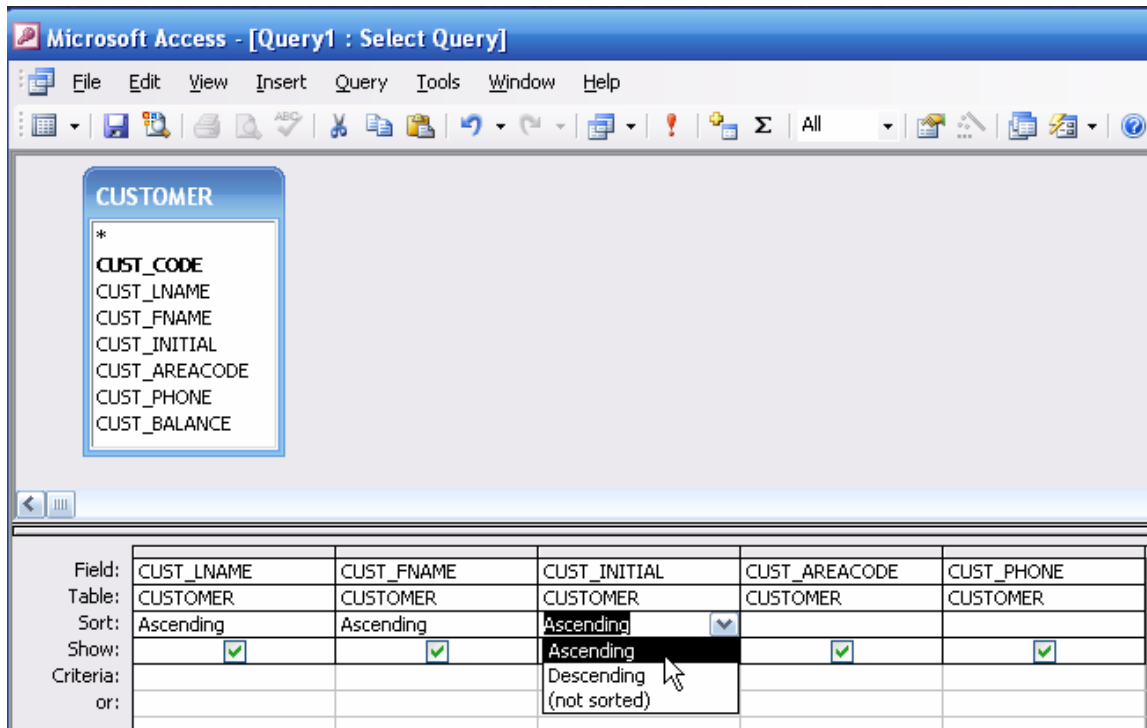 Microsoft Access - [Query1 : Select Query]
File Edit View Insert Query Tools Window Help
ABC Σ All
CUSTOMER
*
CUST_CODE
CUST_LNAME
CUST_FNAME
CUST_INITIAL
CUST_AREACODE
CUST_PHONE
CUST_BALANCE
Field: CUST_LNAME CUST_FNAME CUST_INITIAL CUST_AREACODE CUST_PHONE
Table: CUSTOMER CUSTOMER CUSTOMER CUSTOMER CUSTOMER
Sort: Ascending Ascending Ascending
Show: Ascending
Criteria: Descending
or: (not sorted)